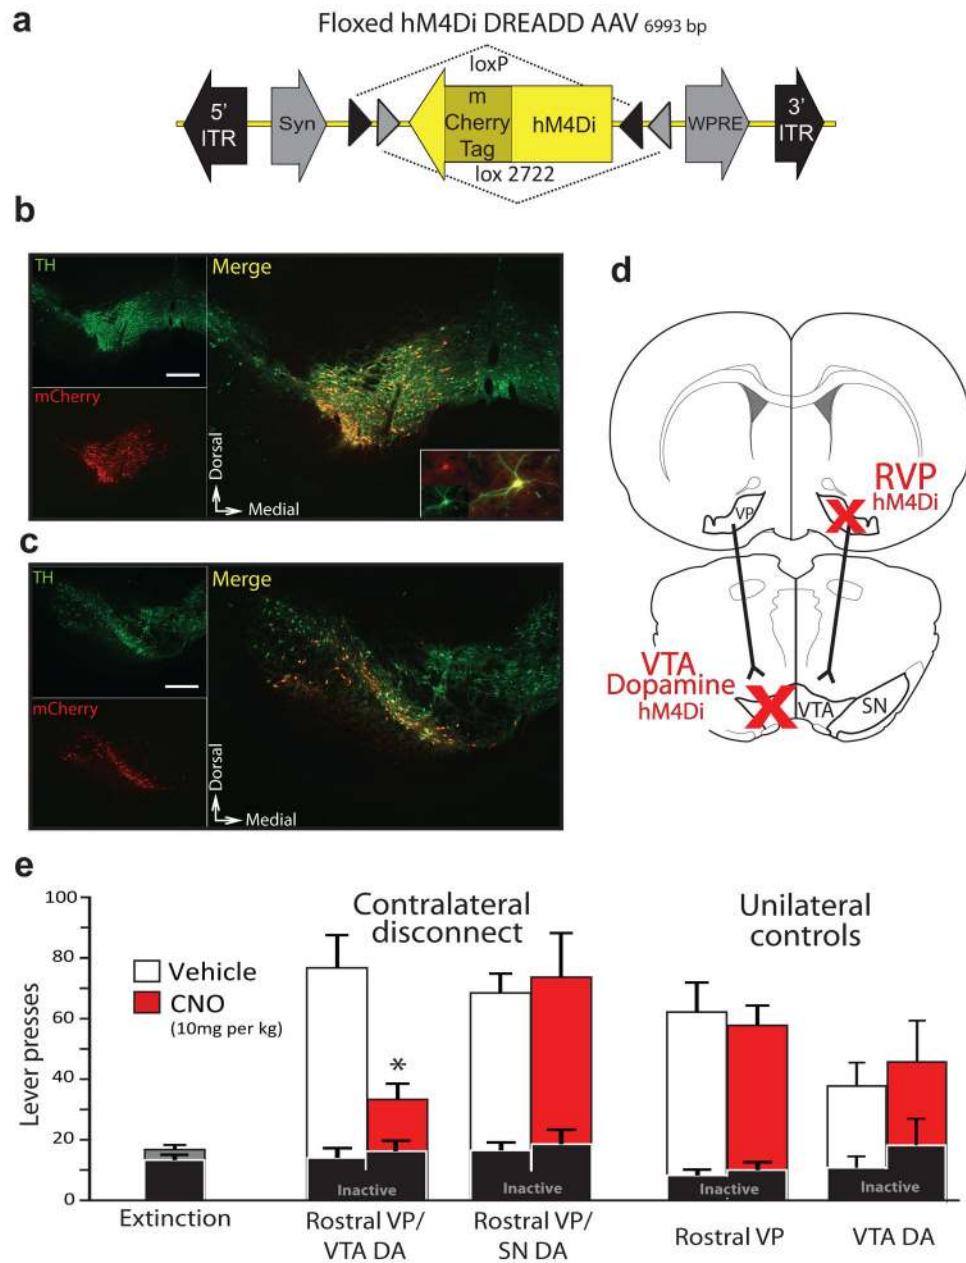 a
Floxed hM4Di DREADD AAV 6993 bp
loxP
5'
ITR
Syn
m
Cherry
Tag
hM4Di
WPRE
3'
ITR
lox 2722
b
TH
mCherry
Merge
Dorsal
Medial
c
TH
mCherry
Merge
Dorsal
Medial
d
VP
RVP
hM4Di
VTA
Dopamine
hM4Di
VTA
SN
e
Lever presses
100
80
60
40
20
0
Vehicle
CNO
(10mg per kg)
Contralateral
disconnect
Unilateral
controls
*
Inactive
Inactive
Inactive
Inactive
Extinction
Rostral VP/
VTA DA
Rostral VP/
SN DA
Rostral VP
VTA DA